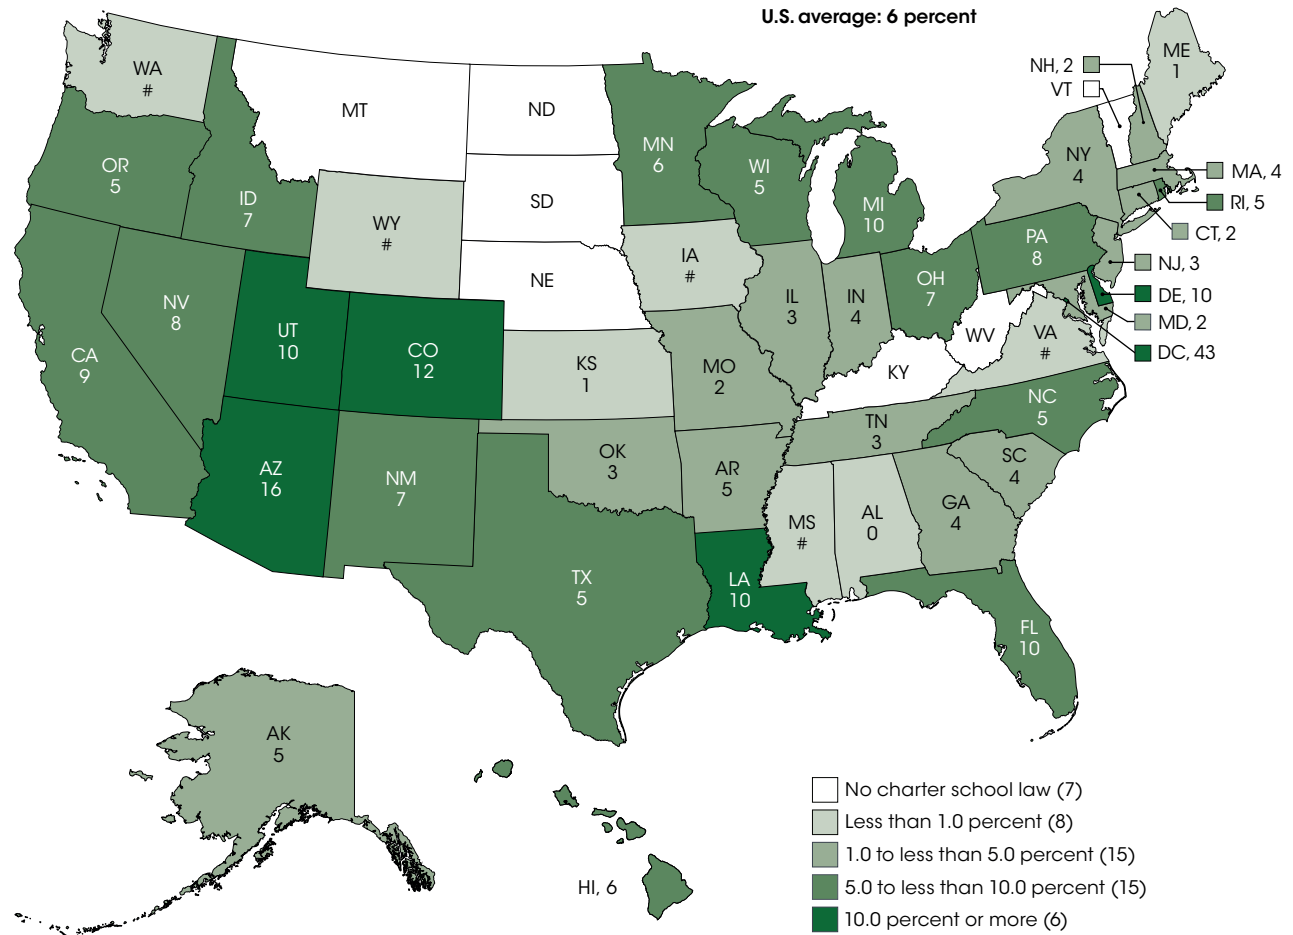 U.S. average: 6 percent
WA
#
MT
ND
MN
6
ME
1
NH, 2
VT
OR
5
ID
7
WY
#
SD
WI
5
MI
10
NY
4
MA, 4
RI, 5
CT, 2
NE
IA
#
PA
8
NJ, 3
DE, 10
MD, 2
DC, 43
NV
8
UT
10
CO
12
CA
9
IL
3
IN
4
OH
7
WV
VA
#
KS
1
MO
2
KY
NC
5
TN
3
SC
4
AZ
16
NM
7
OK
3
AR
5
MS
#
AL
0
GA
4
TX
5
LA
10
FL
10
AK
5
HI, 6
No charter school law (7)
Less than 1.0 percent (8)
1.0 to less than 5.0 percent (15)
5.0 to less than 10.0 percent (15)
10.0 percent or more (6)